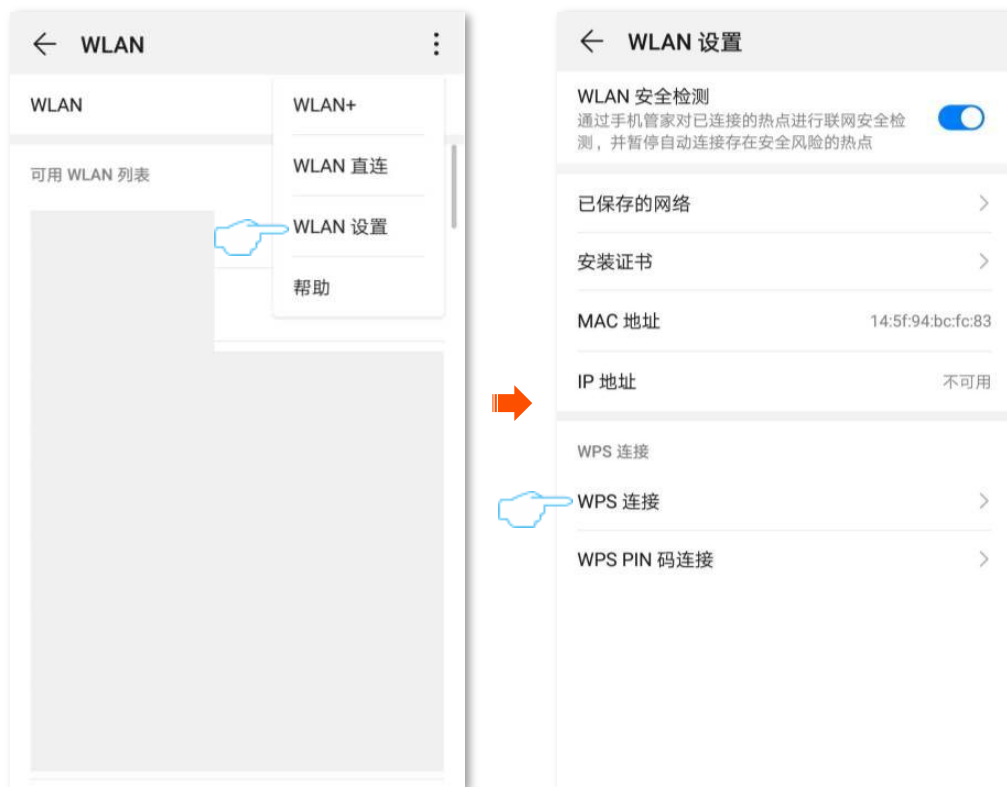 WLAN
WLAN
WLAN+
可用 WLAN 列表
WLAN 直连
WLAN 设置
帮助
WLAN 设置
WLAN 安全检测
通过手机管家对已连接的热点进行联网安全检
测，并暂停自动连接存在安全风险的热点
已保存的网络
安装证书
MAC 地址 14:5f:94:bc:fc:83
IP 地址 不可用
WPS 连接
WPS 连接
WPS PIN 码连接